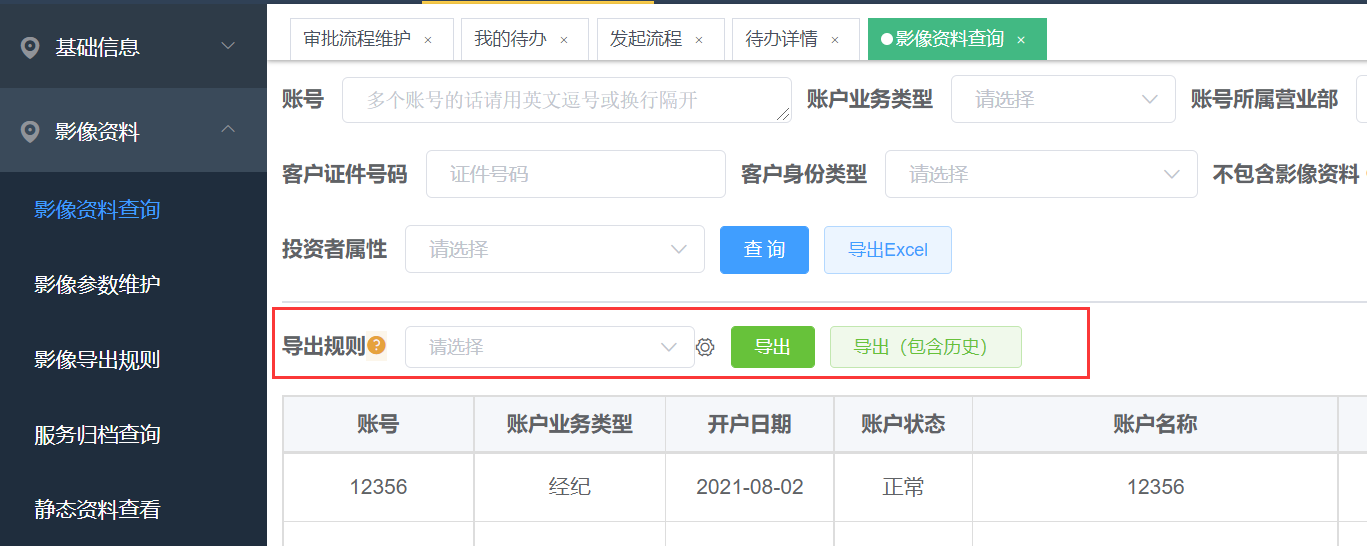 基础信息
影像资料
影像资料查询
影像参数维护
影像导出规则
服务归档查询
静态资料查看
审批流程维护 ×
我的待办 ×
发起流程 ×
待办详情 ×
影像资料查询 ×
账号 多个账号的话请用英文逗号或换行隔开 账户业务类型 请选择 账号所属营业部
客户证件号码 证件号码 客户身份类型 请选择 不包含影像资料
投资者属性 请选择 查 询 导出Excel
导出规则 ? 请选择 导出 导出（包含历史）
账号 账户业务类型 开户日期 账户状态 账户名称
12356 经纪 2021-08-02 正常 12356